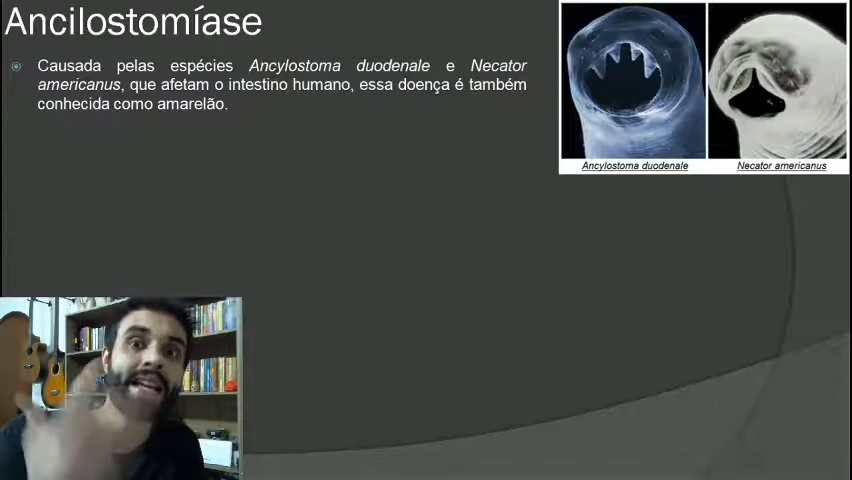 Ancilostomíase
Causada pelas espécies Ancylostoma duodenale e Necator
americanus, que afetam o intestino humano, essa doença é também
conhecida como amarelão.
Ancylostoma duodenale
Necator americanus